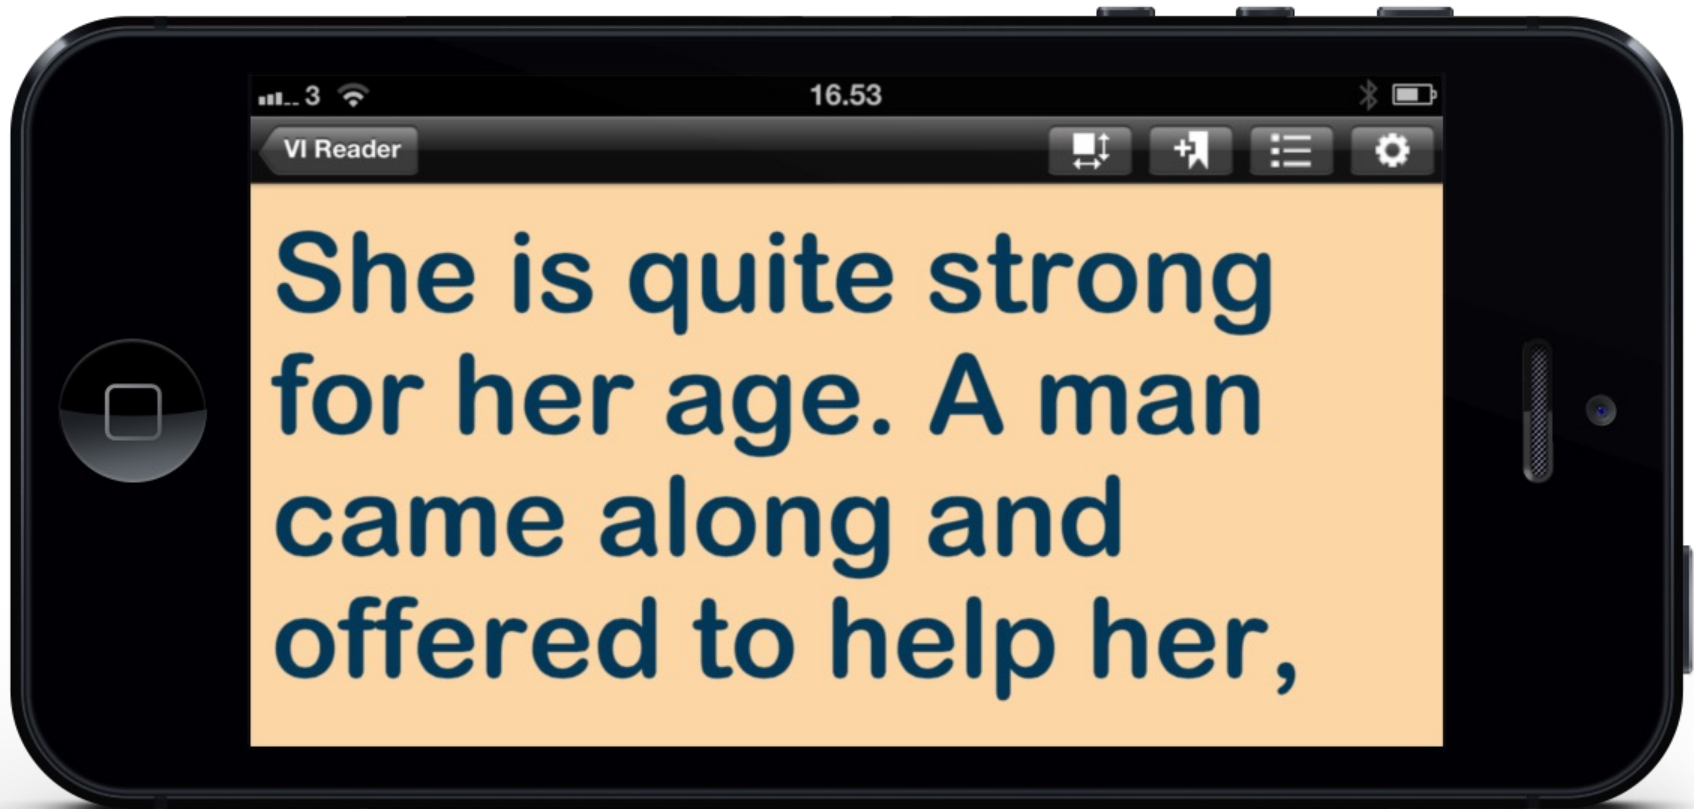 3 16.53
VI Reader
She is quite strong
for her age. A man
came along and
offered to help her,